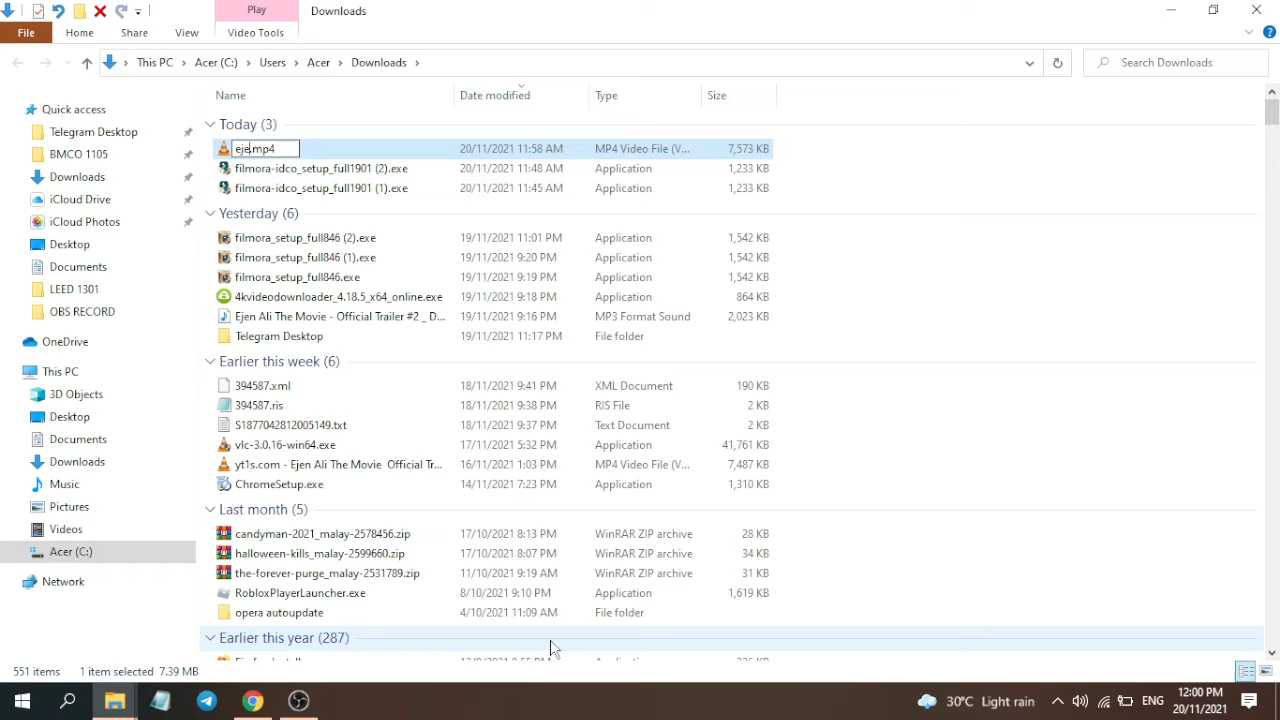 Play
Downloads
File
Home
Share
View
Video Tools
This PC
Acer (C:)
Users
Acer
Downloads
Search Downloads
Quick access
Telegram Desktop
BMCO 1105
Downloads
iCloud Drive
iCloud Photos
Desktop
Documents
LEED 1301
OBS RECORD
OneDrive
This PC
3D Objects
Desktop
Documents
Downloads
Music
Pictures
Videos
Acer (C:)
Network
Name Date modified Type Size
Today (3)
eje.mp4 20/11/2021 11:58 AM MP4 Video File (V... 7,573 KB
filmora-idco_setup_full1901 (2).exe 20/11/2021 11:48 AM Application 1,233 KB
filmora-idco_setup_full1901 (1).exe 20/11/2021 11:45 AM Application 1,233 KB
Yesterday (6)
filmora_setup_full846 (2).exe 19/11/2021 11:01 PM Application 1,542 KB
filmora_setup_full846 (1).exe 19/11/2021 9:20 PM Application 1,542 KB
filmora_setup_full846.exe 19/11/2021 9:19 PM Application 1,542 KB
4kvideodownloader_4.18.5_x64_online.exe 19/11/2021 9:18 PM Application 864 KB
Ejen Ali The Movie - Official Trailer #2 _ D... 19/11/2021 9:16 PM MP3 Format Sound 2,023 KB
Telegram Desktop 19/11/2021 11:17 PM File folder
Earlier this week (6)
394587.xml 18/11/2021 9:41 PM XML Document 190 KB
394587.ris 18/11/2021 9:38 PM RIS File 2 KB
S1877042812005149.txt 18/11/2021 9:37 PM Text Document 2 KB
vlc-3.0.16-win64.exe 17/11/2021 5:32 PM Application 41,761 KB
yt1s.com - Ejen Ali The Movie Official Tr... 16/11/2021 1:03 PM MP4 Video File (V... 7,487 KB
ChromeSetup.exe 14/11/2021 7:23 PM Application 1,310 KB
Last month (5)
candyman-2021_malay-2578456.zip 17/10/2021 8:13 PM WinRAR ZIP archive 28 KB
halloween-kills_malay-2599660.zip 17/10/2021 8:07 PM WinRAR ZIP archive 34 KB
the-forever-purge_malay-2531789.zip 11/10/2021 9:19 AM WinRAR ZIP archive 31 KB
RobloxPlayerLauncher.exe 8/10/2021 9:10 PM Application 1,619 KB
opera autoupdate 4/10/2021 11:09 AM File folder
Earlier this year (287)
551 items 1 item selected 7.39 MB
30°C Light rain
ENG
12:00 PM
20/11/2021